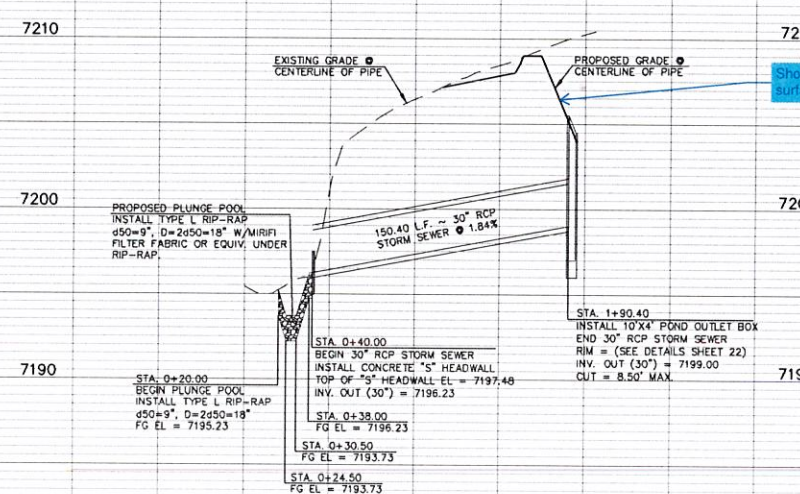 7210
EXISTING GRADE @
CENTERLINE OF PIPE
PROPOSED GRADE @
CENTERLINE OF PIPE
7200
PROPOSED PLUNGE POOL
INSTALL TYPE L RIP-RAP
d50=9", D=2d50=18" W/MIRIFI
FILTER FABRIC OR EQUIV. UNDER
RIP-RAP.
150.40 L.F. ~ 30" RCP
STORM SEWER @ 1.84%
STA. 1+90.40
INSTALL 10'X4' POND OUTLET BOX
END 30" RCP STORM SEWER
RIM = (SEE DETAILS SHEET 22)
INV. OUT (30") = 7199.00
CUT = 8.50' MAX.
7190
STA. 0+40.00
BEGIN 30" RCP STORM SEWER
INSTALL CONCRETE "S" HEADWALL
TOP OF "S" HEADWALL EL = 7197.48
INV. OUT (30") = 7196.23
STA. 0+20.00
BEGIN PLUNGE POOL
INSTALL TYPE L RIP-RAP
d50=9", D=2d50=18"
FG EL = 7195.23
STA. 0+38.00
FG EL = 7196.23
STA. 0+30.50
FG EL = 7193.73
STA. 0+24.50
FG EL = 7193.73